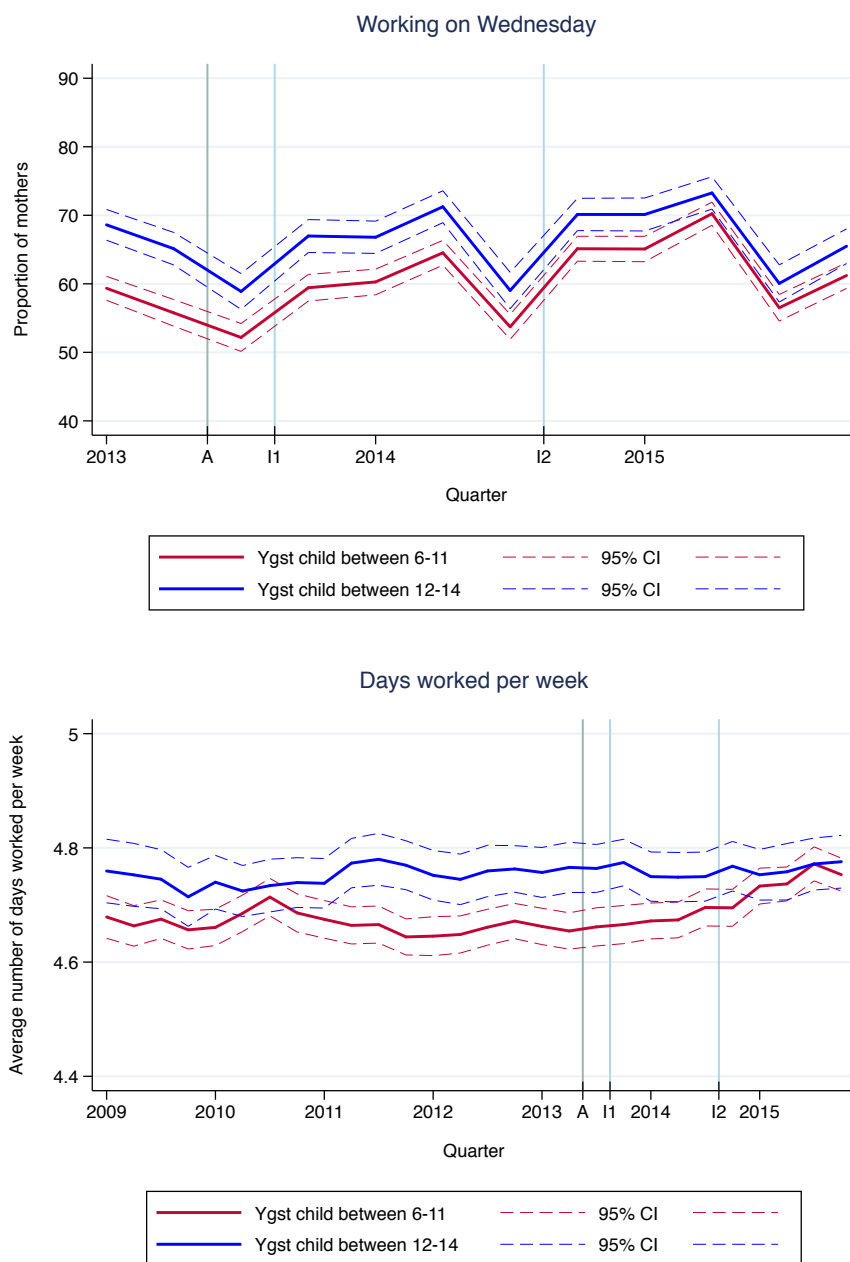 Working on Wednesday
Proportion of mothers
90
80
70
60
50
40
2013 A I1 2014 I2 2015
Quarter
Ygst child between 6-11 95% CI
Ygst child between 12-14 95% CI
Days worked per week
Average number of days worked per week
5
4.8
4.6
4.4
2009 2010 2011 2012 2013 A I1 2014 I2 2015
Quarter
Ygst child between 6-11 95% CI
Ygst child between 12-14 95% CI